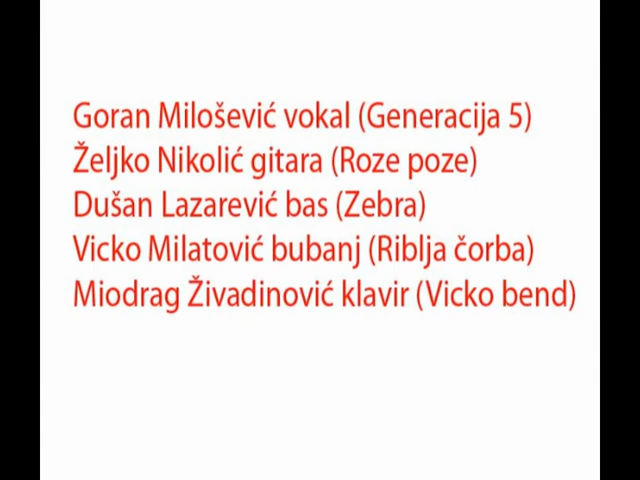 Goran Milošević vokal (Generacija 5)
Željko Nikolić gitara (Roze poze)
Dušan Lazarević bas (Zebra)
Vicko Milatović bubanj (Riblja čorba)
Miodrag Živadinović klavir (Vicko bend)